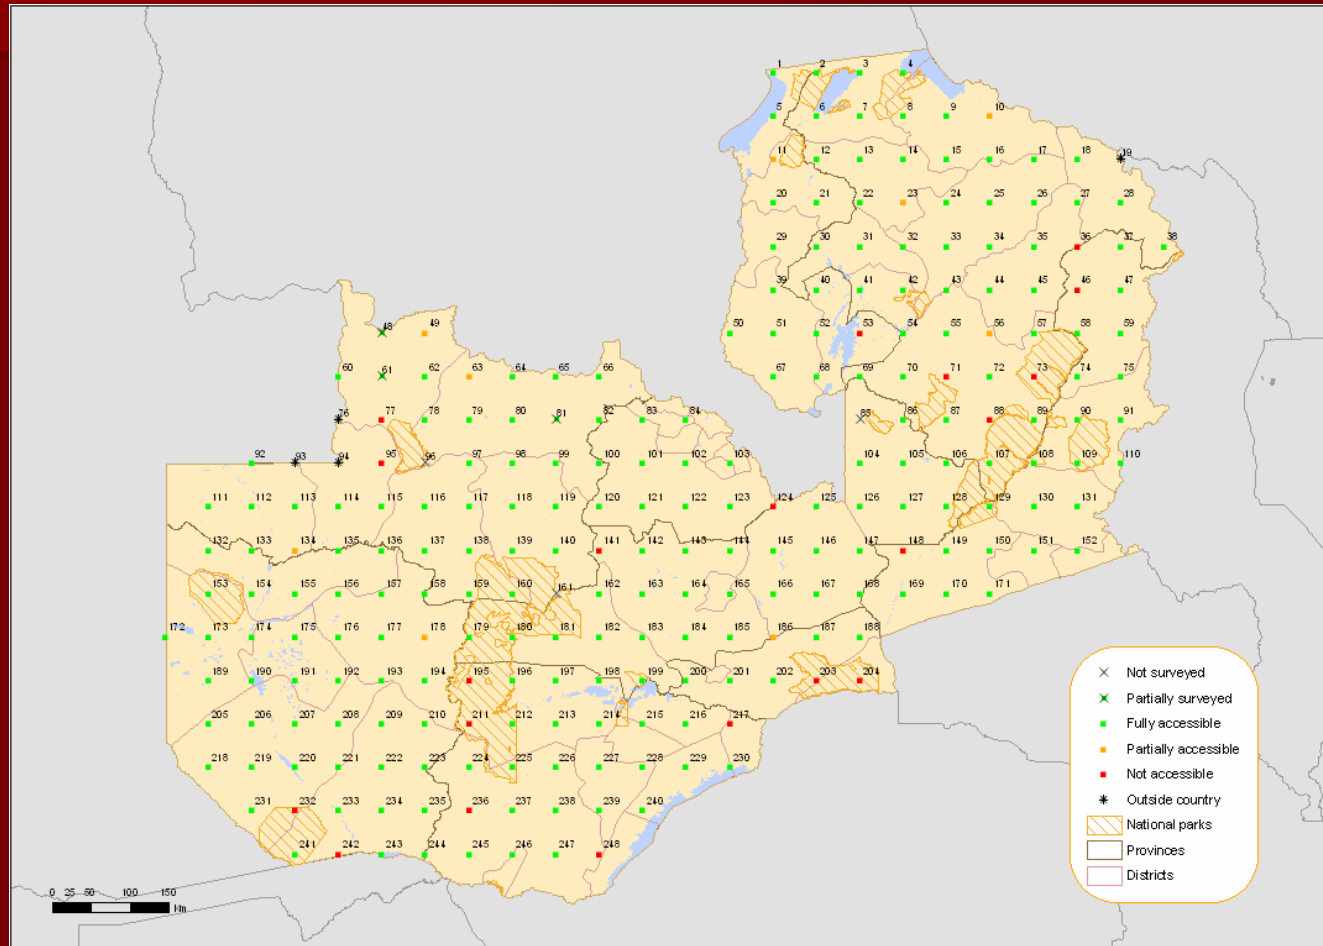 1 2 3 4
5 6 7 8 9 10
11 12 13 14 15 16 17 18 19
20 21 22 23 24 25 26 27 28
29 30 31 32 33 34 35 36 37 38
39 40 41 42 43 44 45 46 47
48 49 50 51 52 53 54 55 56 57 58 59
60 61 62 63 64 65 66 67 68 69 70 71 72 73 74 75
76 77 78 79 80 81 82 83 84 85 86 87 88 89 90 91
92 93 94 95 96 97 98 99 100 101 102 103 104 105 106 107 108 109 110
111 112 113 114 115 116 117 118 119 120 121 122 123 124 125 126 127 128 129 130 131
132 133 134 135 136 137 138 139 140 141 142 143 144 145 146 147 148 149 150 151 152
153 154 155 156 157 158 159 160 161 162 163 164 165 166 167 168 169 170 171
172 173 174 175 176 177 178 179 180 181 182 183 184 185 186 187 188
189 190 191 192 193 194 195 196 197 198 199 200 201 202 203 204
205 206 207 208 209 210 211 212 213 214 215 216 217
218 219 220 221 222 223 224 225 226 227 228 229 230
231 232 233 234 235 236 237 238 239 240
241 242 243 244 245 246 247 248
Not surveyed
Partially surveyed
Fully accessible
Partially accessible
Not accessible
Outside country
National parks
Provinces
Districts
0 25 50 100 150
Km